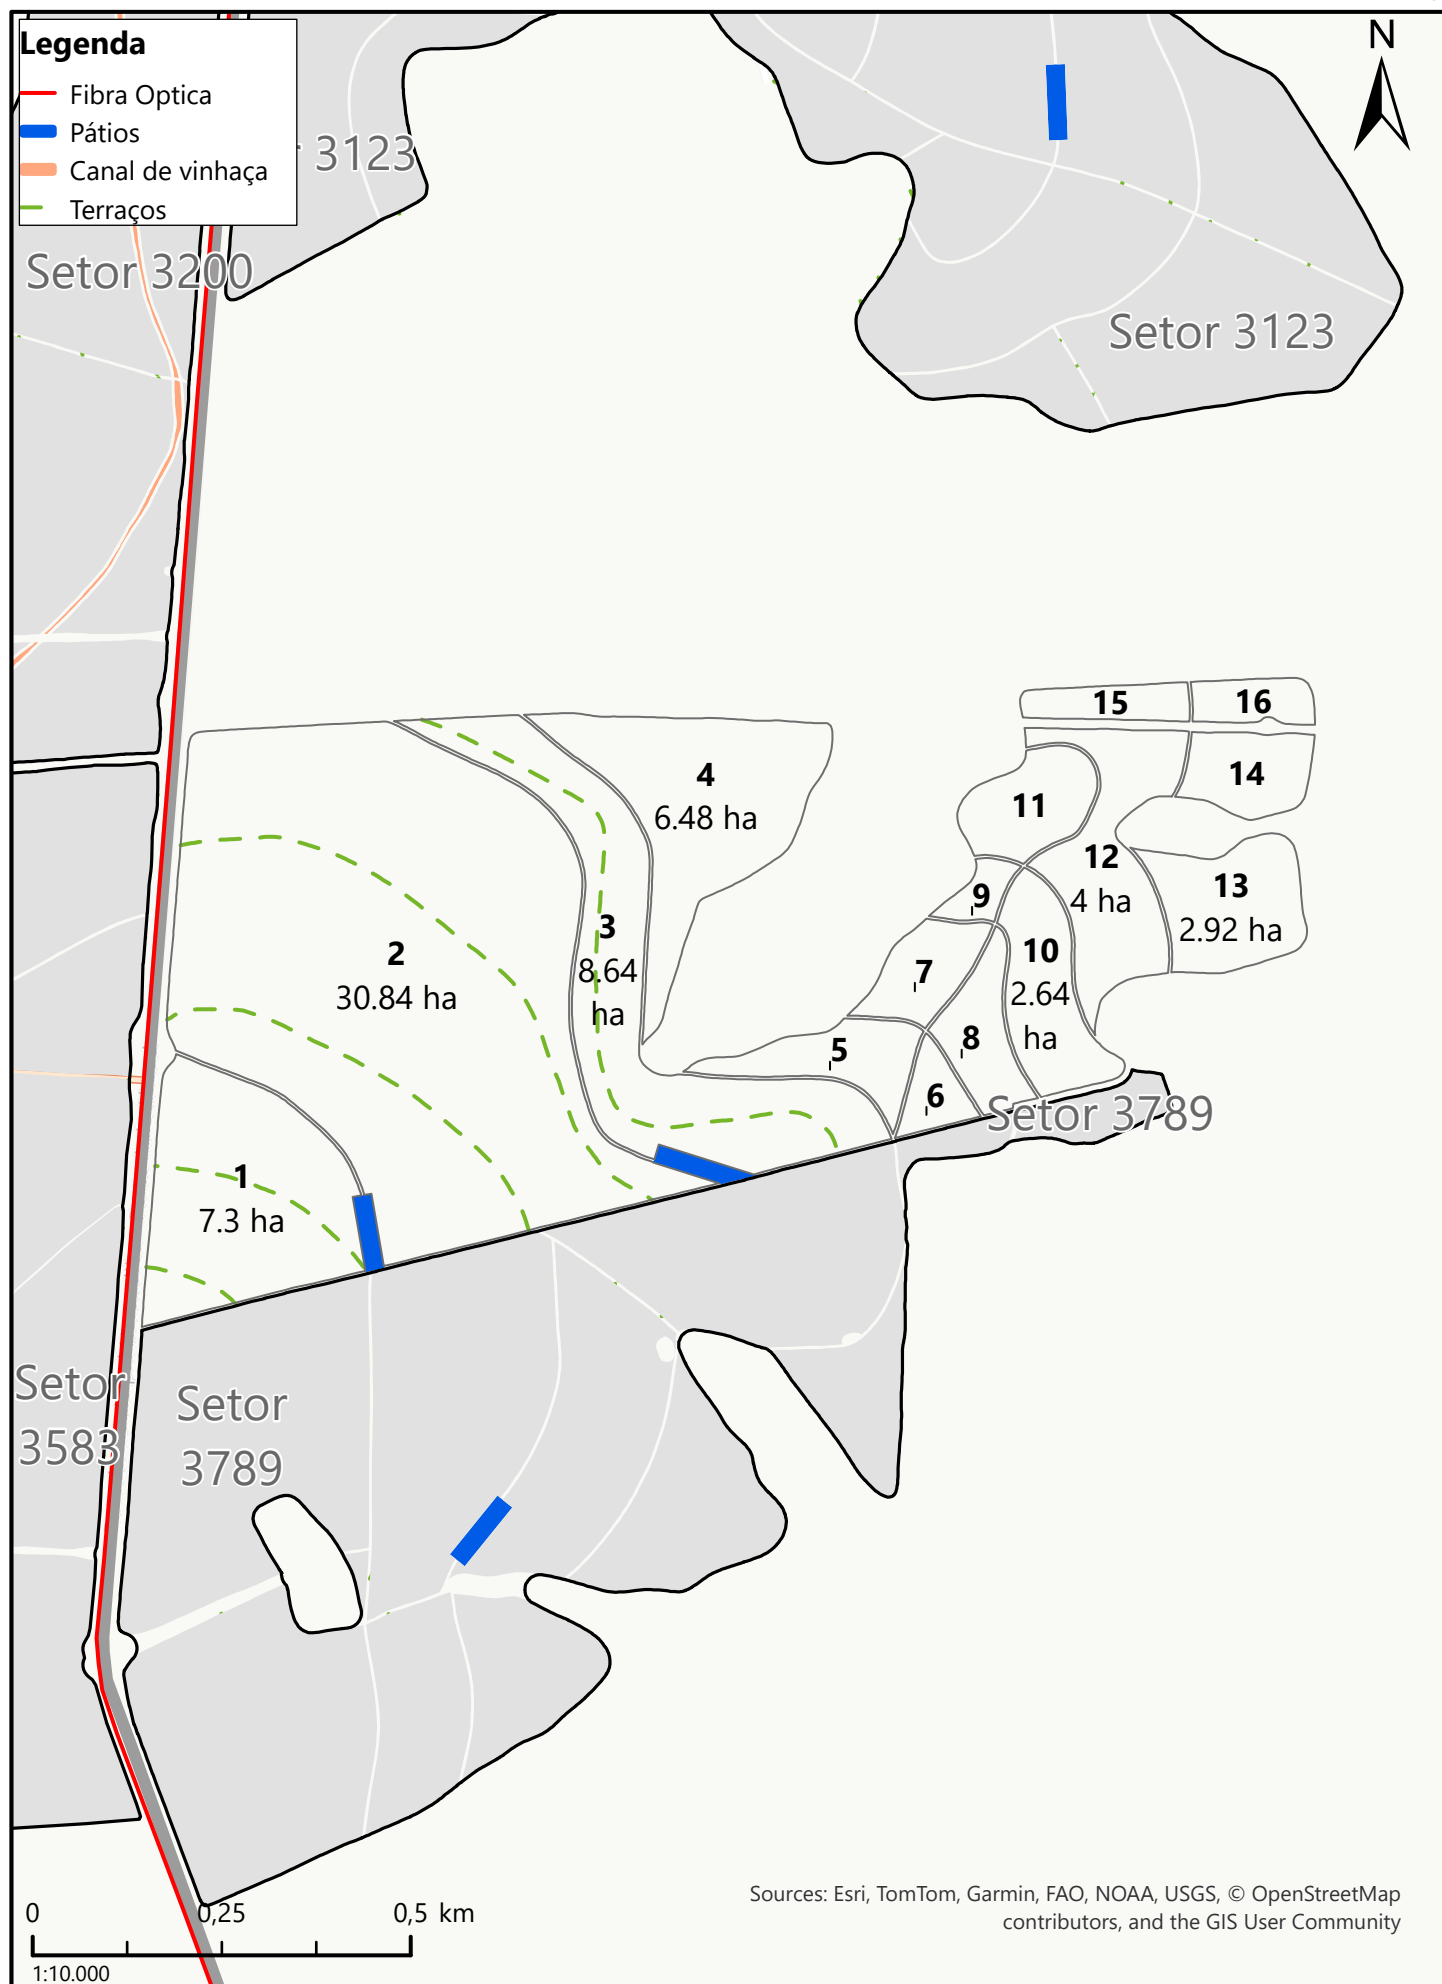 N
Legenda
Fibra Optica
Pátios
Canal de vinhaça
Terraços
3123
Setor 3200
Setor 3123
15
16
4
6.48 ha
14
11
12
4 ha
13
2.92 ha
9
3
8.64
ha
2
30.84 ha
10
2.64
ha
7
8
5
6
Setor 3789
1
7.3 ha
Setor
3583
Setor
3789
0
0,25
0,5 km
1:10.000
Sources: Esri, TomTom, Garmin, FAO, NOAA, USGS, © OpenStreetMap
contributors, and the GIS User Community